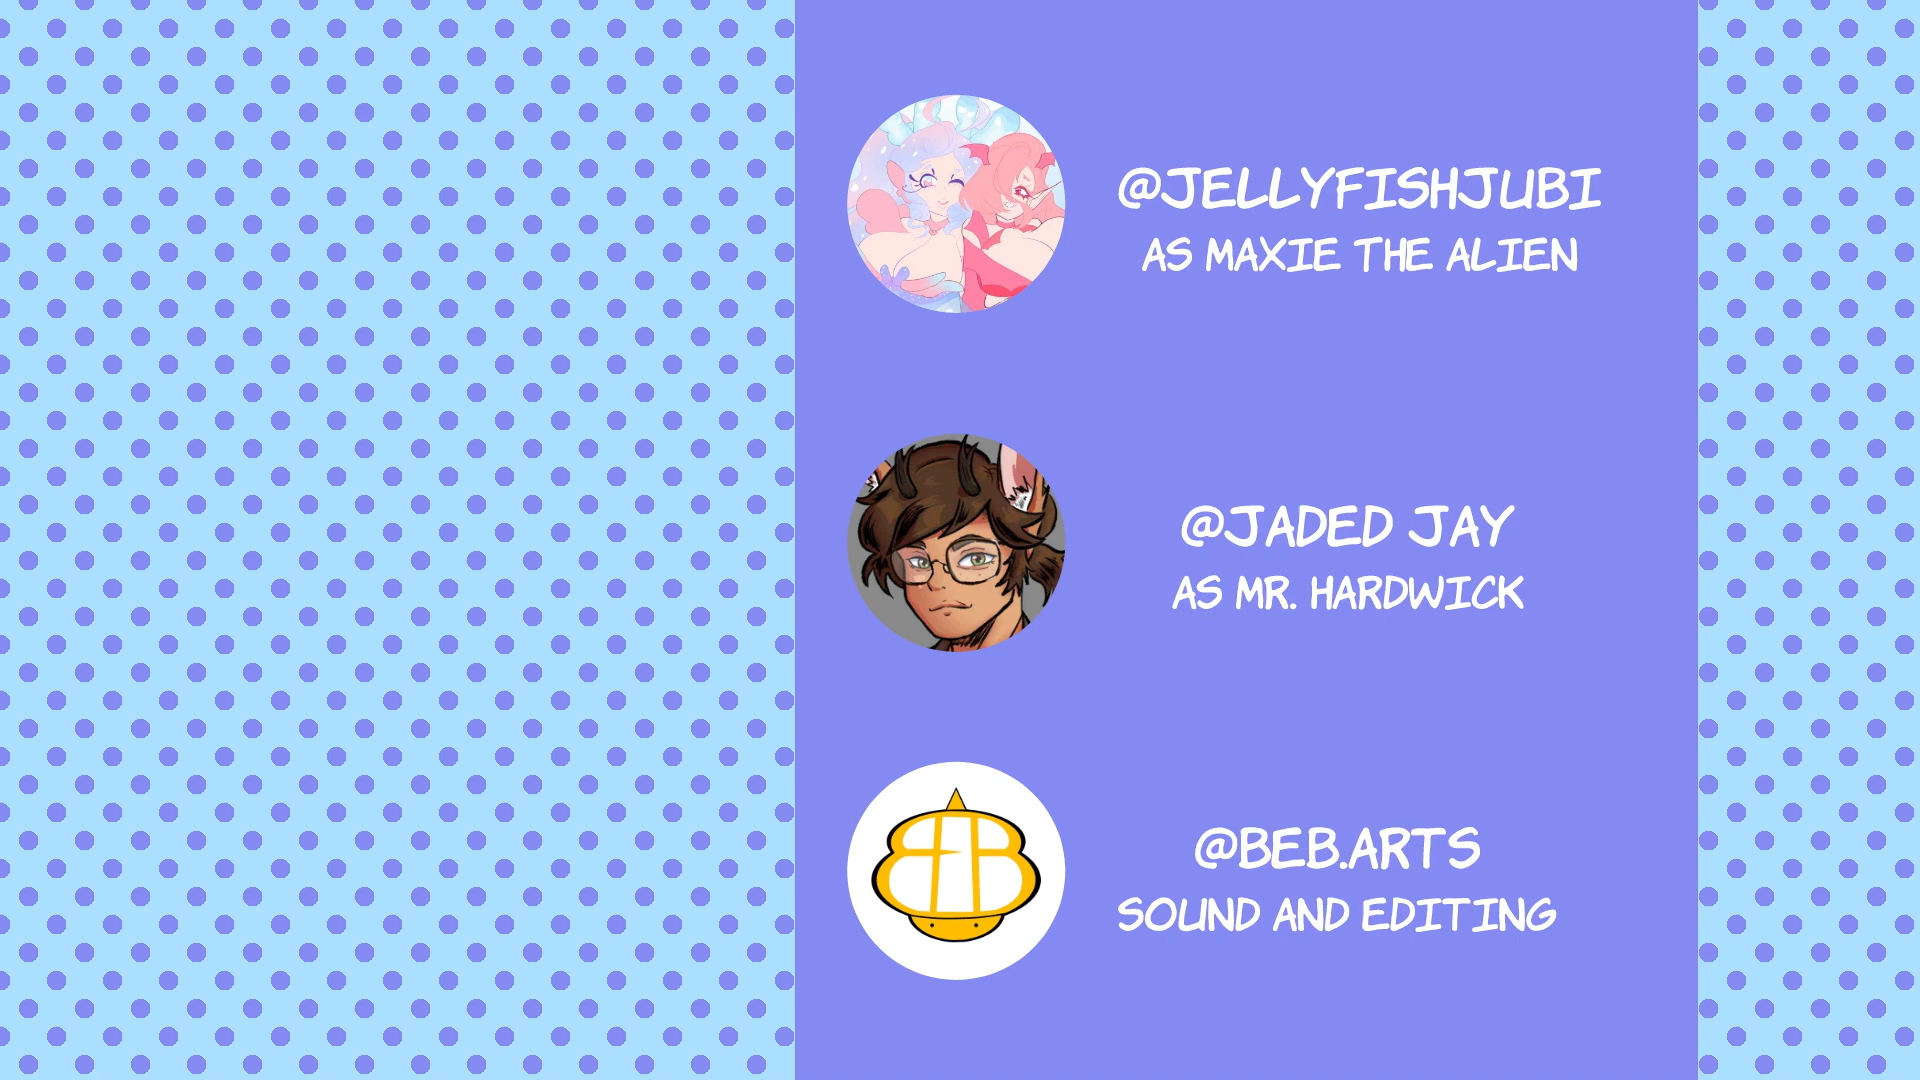 @JELLYFISHJUBI
AS MAXIE THE ALIEN
@JADED JAY
AS MR. HARDWICK
@BEB.ARTS
SOUND AND EDITING